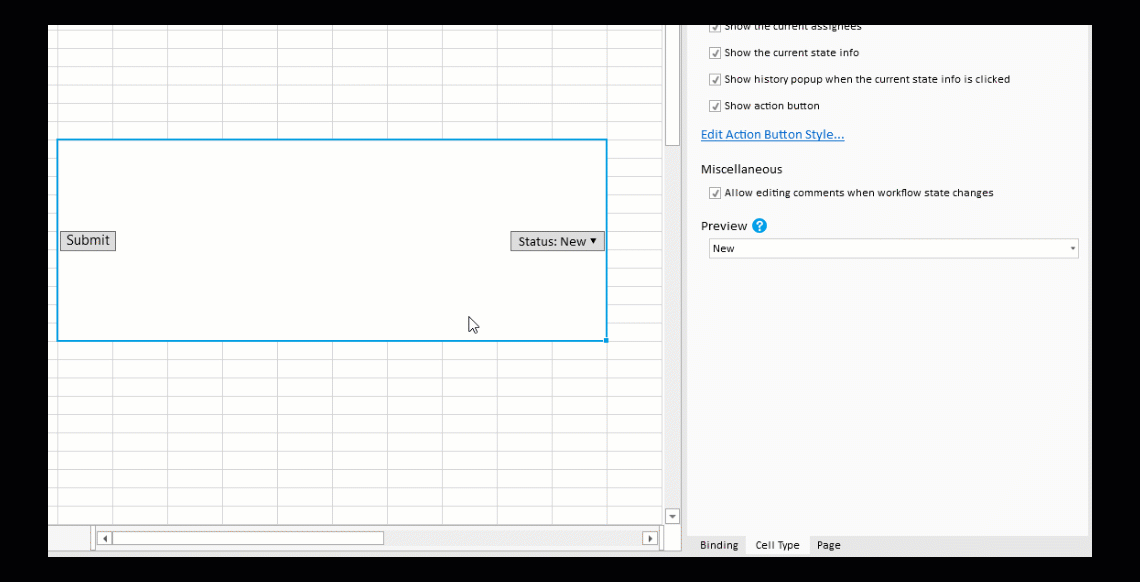 Show the current assignees
Show the current state info
Show history popup when the current state info is clicked
Show action button
Edit Action Button Style...
Miscellaneous
Allow editing comments when workflow state changes
Preview ?
New
Submit
Status: New ▼
Binding Cell Type Page